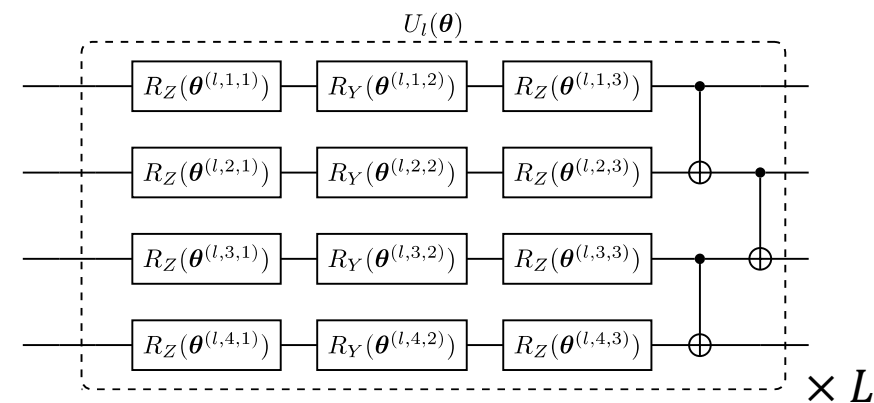 U_l(θ)
R_Z(θ^(l,1,1)) R_Y(θ^(l,1,2)) R_Z(θ^(l,1,3))
R_Z(θ^(l,2,1)) R_Y(θ^(l,2,2)) R_Z(θ^(l,2,3))
R_Z(θ^(l,3,1)) R_Y(θ^(l,3,2)) R_Z(θ^(l,3,3))
R_Z(θ^(l,4,1)) R_Y(θ^(l,4,2)) R_Z(θ^(l,4,3))
× L